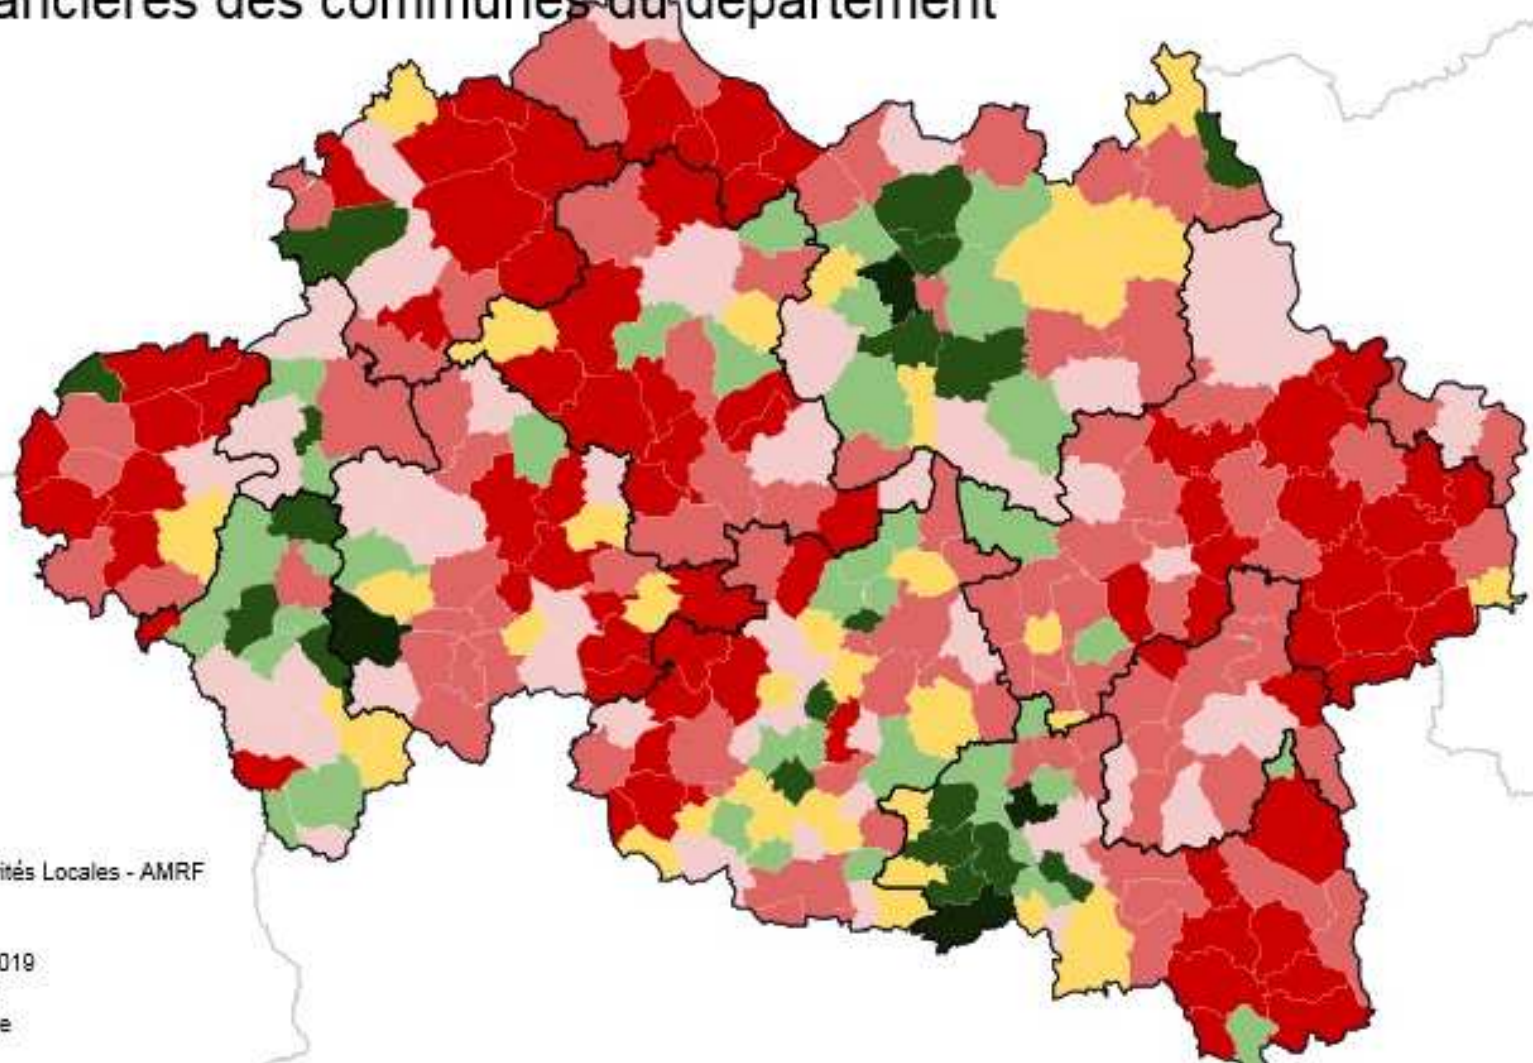 ancières des communes du département
ités Locales - AMRF
019
e